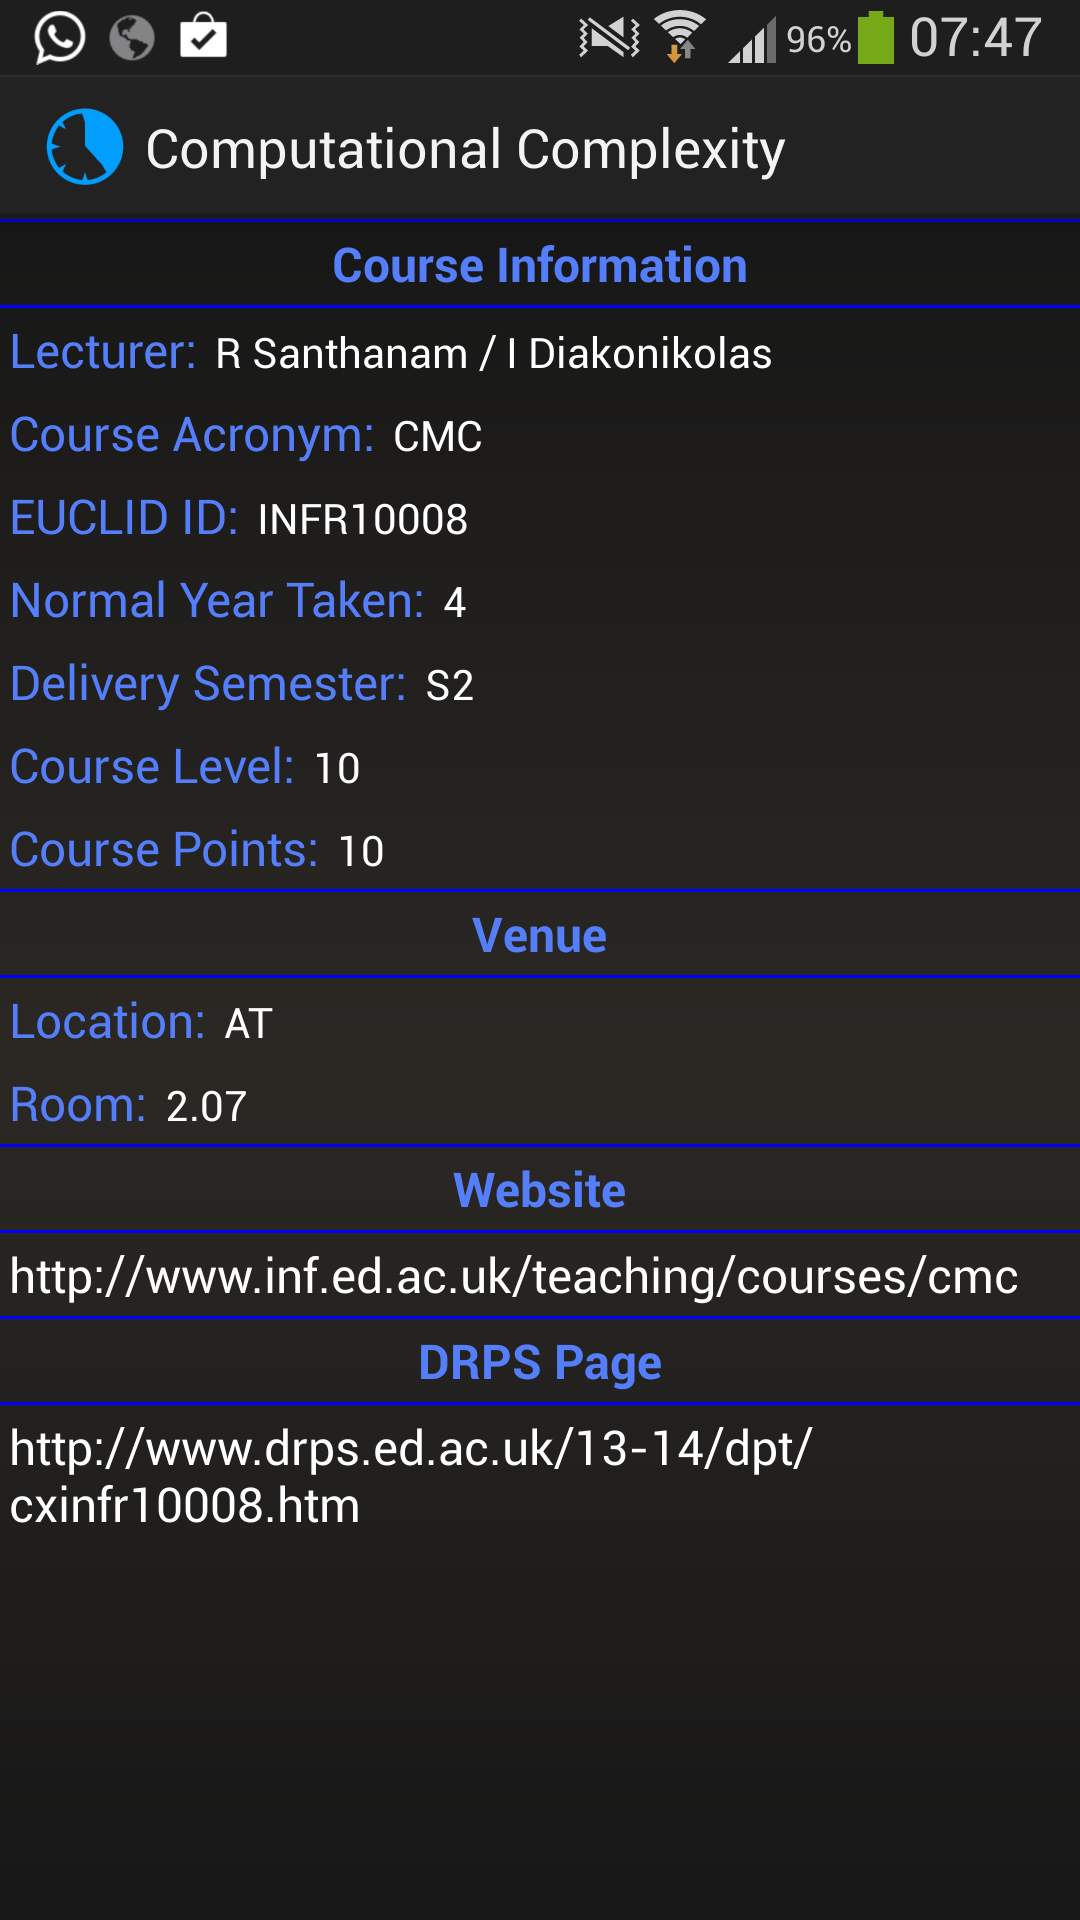 96% 07:47
Computational Complexity
Course Information
Lecturer: R Santhanam / I Diakonikolas
Course Acronym: CMC
EUCLID ID: INFR10008
Normal Year Taken: 4
Delivery Semester: S2
Course Level: 10
Course Points: 10
Venue
Location: AT
Room: 2.07
Website
http://www.inf.ed.ac.uk/teaching/courses/cmc
DRPS Page
http://www.drps.ed.ac.uk/13-14/dpt/
cxinfr10008.htm